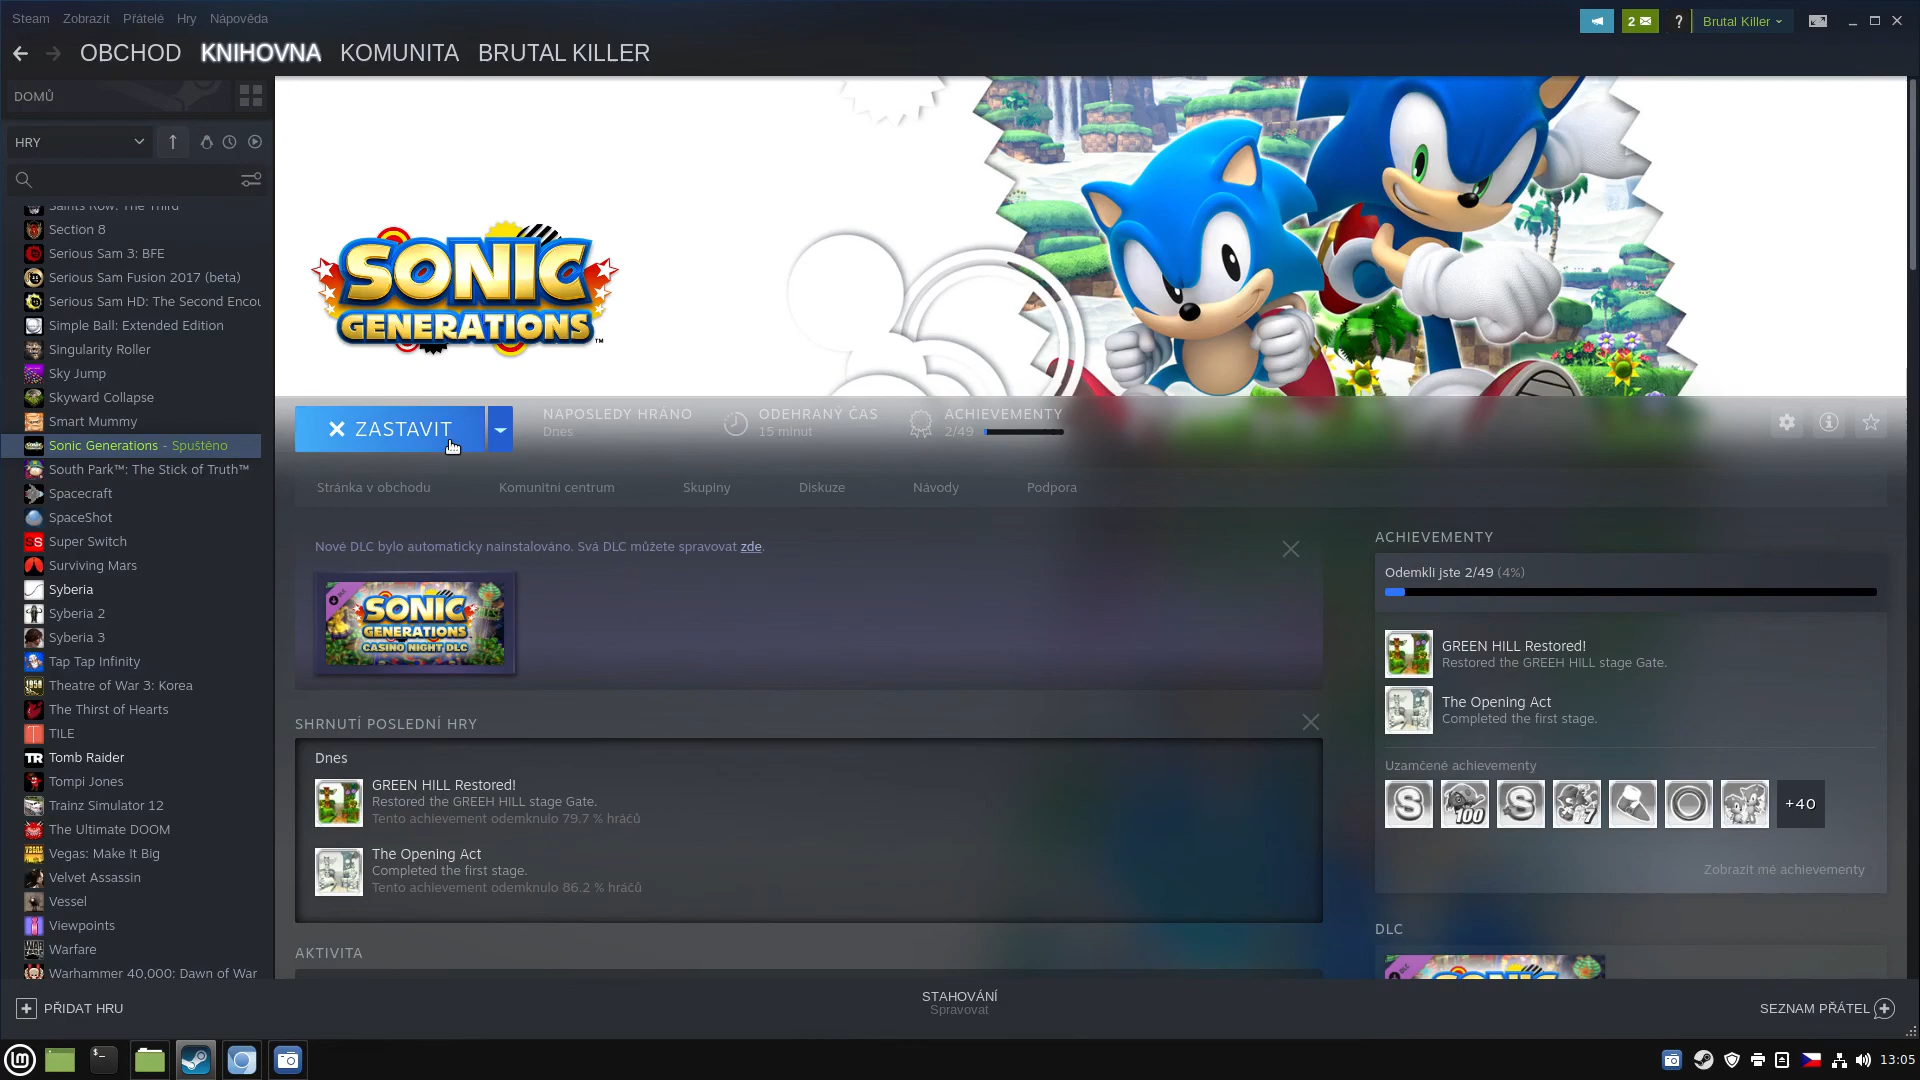 Steam Zobrazit Přátelé Hry Nápověda
2
?
Brutal Killer
OBCHOD KNIHOVNA KOMUNITA BRUTAL KILLER
DOMŮ
HRY
Saints Row: The Third
Section 8
Serious Sam 3: BFE
Serious Sam Fusion 2017 (beta)
Serious Sam HD: The Second Encou
Simple Ball: Extended Edition
Singularity Roller
Sky Jump
Skyward Collapse
Smart Mummy
Sonic Generations - Spuštěno
South Park™: The Stick of Truth™
Spacecraft
SpaceShot
Super Switch
Surviving Mars
Syberia
Syberia 2
Syberia 3
Tap Tap Infinity
Theatre of War 3: Korea
The Thirst of Hearts
TILE
Tomb Raider
Tompi Jones
Trainz Simulator 12
The Ultimate DOOM
Vegas: Make It Big
Velvet Assassin
Vessel
Viewpoints
Warfare
Warhammer 40,000: Dawn of War
SONIC
GENERATIONS™
ZASTAVIT
NAPOSLEDY HRÁNO
Dnes
ODEHRANÝ ČAS
15 minut
ACHIEVEMENTY
2/49
Stránka v obchodu Komunitní centrum Skupiny Diskuze Návody Podpora
Nové DLC bylo automaticky nainstalováno. Svá DLC můžete spravovat zde.
DLC
SONIC
GENERATIONS
CASINO NIGHT DLC
SHRNUTÍ POSLEDNÍ HRY
Dnes
GREEN HILL Restored!
Restored the GREEH HILL stage Gate.
Tento achievement odemknulo 79.7 % hráčů
The Opening Act
Completed the first stage.
Tento achievement odemknulo 86.2 % hráčů
AKTIVITA
ACHIEVEMENTY
Odemkli jste 2/49 (4%)
GREEN HILL Restored!
Restored the GREEH HILL stage Gate.
The Opening Act
Completed the first stage.
Uzamčené achievementy
S 100 S 7 +40
Zobrazit mé achievementy
DLC
DLC
SONIC
PŘIDAT HRU
STAHOVÁNÍ
Spravovat
SEZNAM PŘÁTEL
13:05